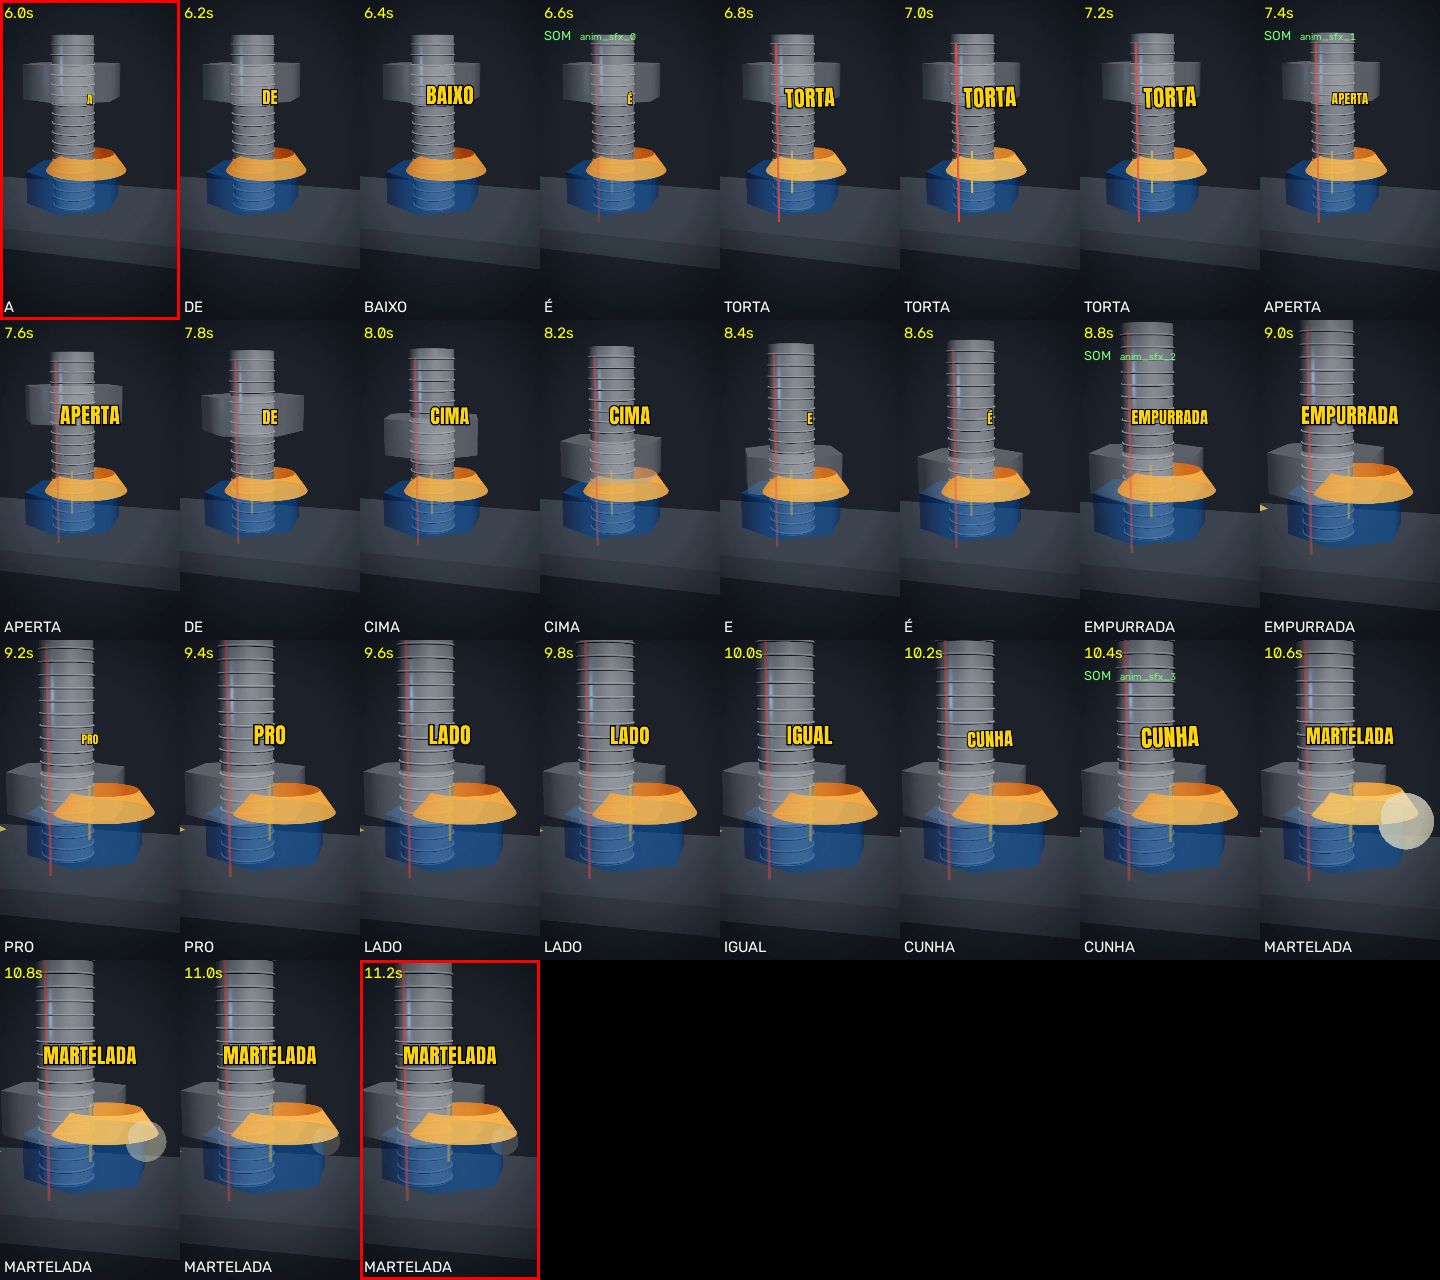 6.0s
A
A
6.2s
DE
DE
6.4s
BAIXO
BAIXO
6.6s
SOM anim_sfx_0
É
É
6.8s
TORTA
TORTA
7.0s
TORTA
TORTA
7.2s
TORTA
TORTA
7.4s
SOM anim_sfx_1
APERTA
APERTA
7.6s
APERTA
APERTA
7.8s
DE
DE
8.0s
CIMA
CIMA
8.2s
CIMA
CIMA
8.4s
E
E
8.6s
É
É
8.8s
SOM anim_sfx_2
EMPURRADA
EMPURRADA
9.0s
EMPURRADA
EMPURRADA
9.2s
PRO
PRO
9.4s
PRO
PRO
9.6s
LADO
LADO
9.8s
LADO
LADO
10.0s
IGUAL
IGUAL
10.2s
CUNHA
CUNHA
10.4s
SOM anim_sfx_3
CUNHA
CUNHA
10.6s
MARTELADA
MARTELADA
10.8s
MARTELADA
MARTELADA
11.0s
MARTELADA
MARTELADA
11.2s
MARTELADA
MARTELADA